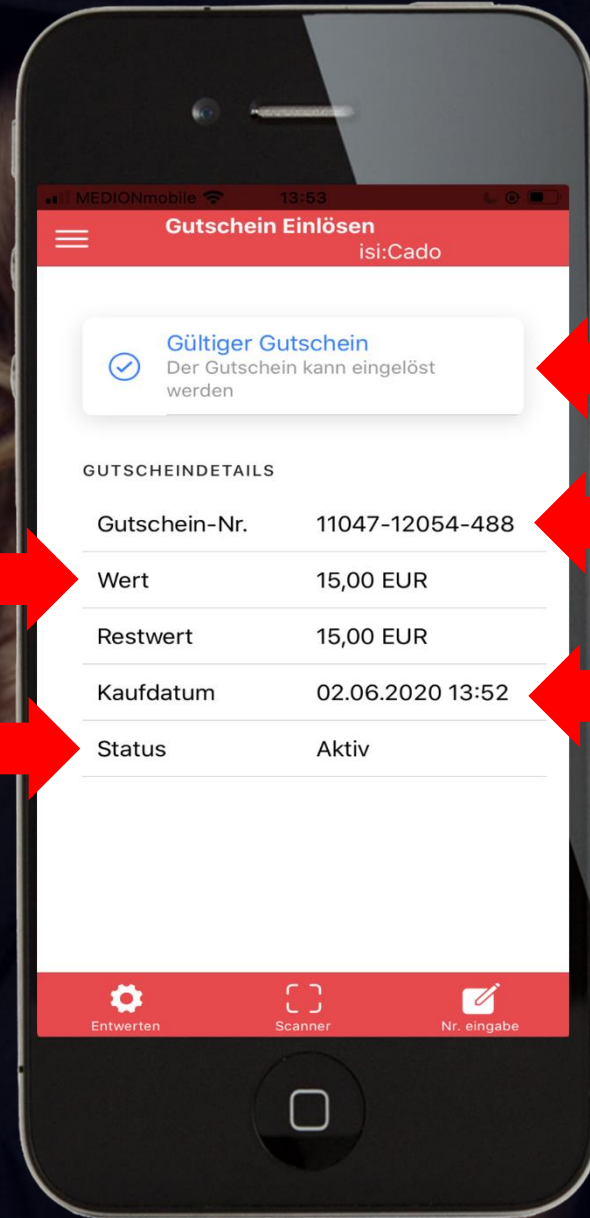 MEDIONmobile 13:53
Gutschein Einlösen
isi:Cado
Gültiger Gutschein
Der Gutschein kann eingelöst
werden
GUTSCHEINDETAILS
Gutschein-Nr. 11047-12054-488
Wert 15,00 EUR
Restwert 15,00 EUR
Kaufdatum 02.06.2020 13:52
Status Aktiv
Entwerten Scanner Nr. eingabe